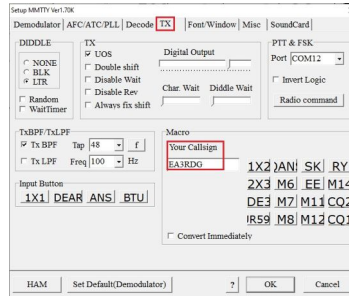 Setup MMTTY Ver1.70K
Demodulator AFC/ATC/PLL Decode TX Font/Window Misc SoundCard
DIDDLE
NONE
BLK
LTR
Random
WaitTimer
TX
UOS
Double shift
Disable Wait
Disable Rev
Always fix shift
Digital Output
Char. Wait Diddle Wait
PTT & FSK
Port COM12
Invert Logic
Radio command
TxBPF/TxLPF
Tx BPF Tap 48 f
Tx LPF Freq 100 Hz
Input Button
1X1 DEAR ANS BTU
Macro
Your Callsign
EA3RDG
1X2 SK RY
2X3 M6 EE M14
DE3 M7 M11 CQ2
M8 M12 CQ1
Convert Immediately
HAM Set Default(Demodulator) ? OK Cancel